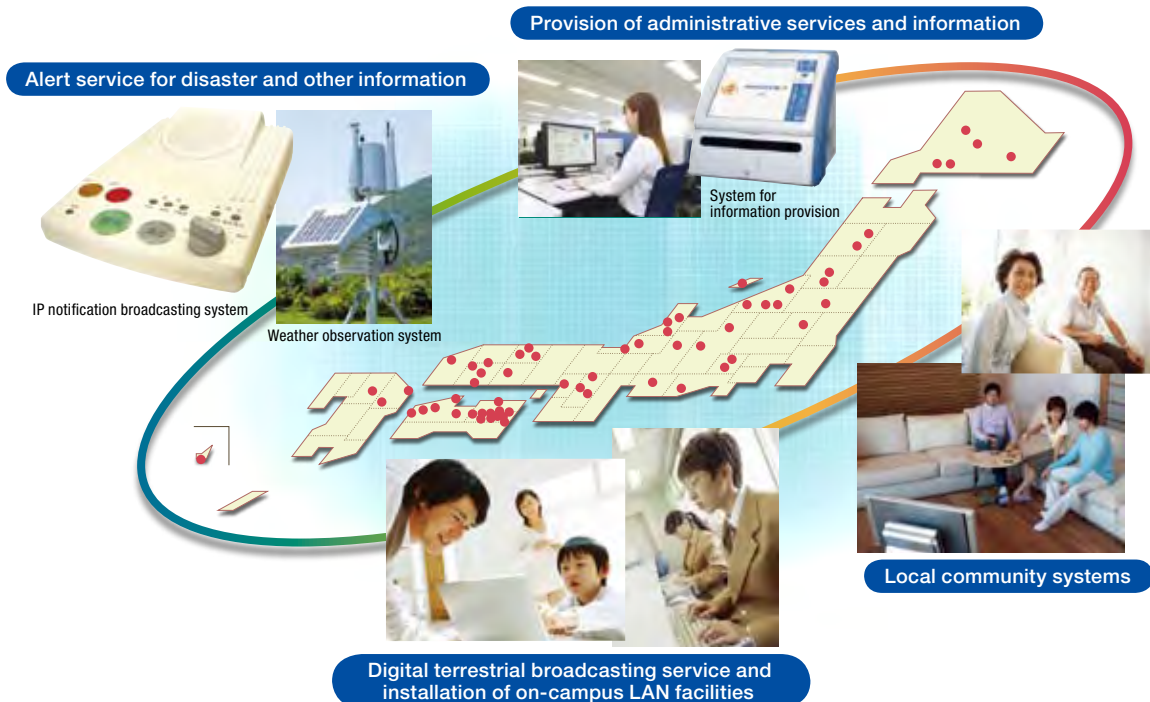 Provision of administrative services and information
Alert service for disaster and other information
System for
information provision
IP notification broadcasting system
Weather observation system
Local community systems
Digital terrestrial broadcasting service and
installation of on-campus LAN facilities